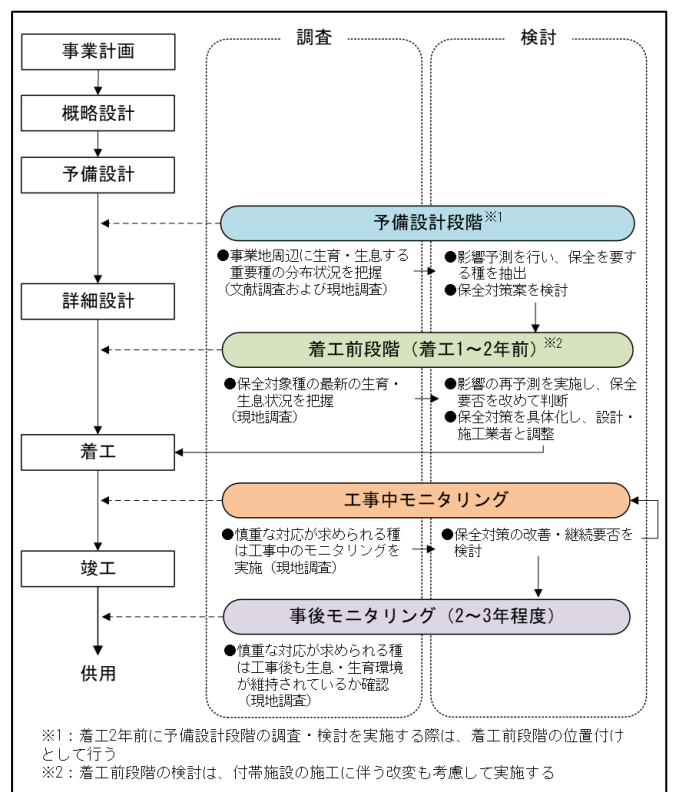 調査
検討
事業計画
概略設計
予備設計
予備設計段階※1
●事業地周辺に生育・生息する
重要種の分布状況を把握
（文献調査および現地調査）
●影響予測を行い、保全を要す
る種を抽出
●保全対策案を検討
詳細設計
着工前段階（着工1～2年前）※2
●保全対象種の最新の生育・
生息状況を把握
（現地調査）
●影響の再予測を実施し、保全
要否を改めて判断
●保全対策を具体化し、設計・
施工業者と調整
着工
工事中モニタリング
●慎重な対応が求められる種
は工事中のモニタリングを
実施（現地調査）
●保全対策の改善・継続要否を
検討
竣工
事後モニタリング（2～3年程度）
●慎重な対応が求められる種
は工事後も生息・生育環境
が維持されているか確認
（現地調査）
供用
※1：着工2年前に予備設計段階の調査・検討を実施する際は、着工前段階の位置付け
として行う
※2：着工前段階の検討は、付帯施設の施工に伴う改変も考慮して実施する